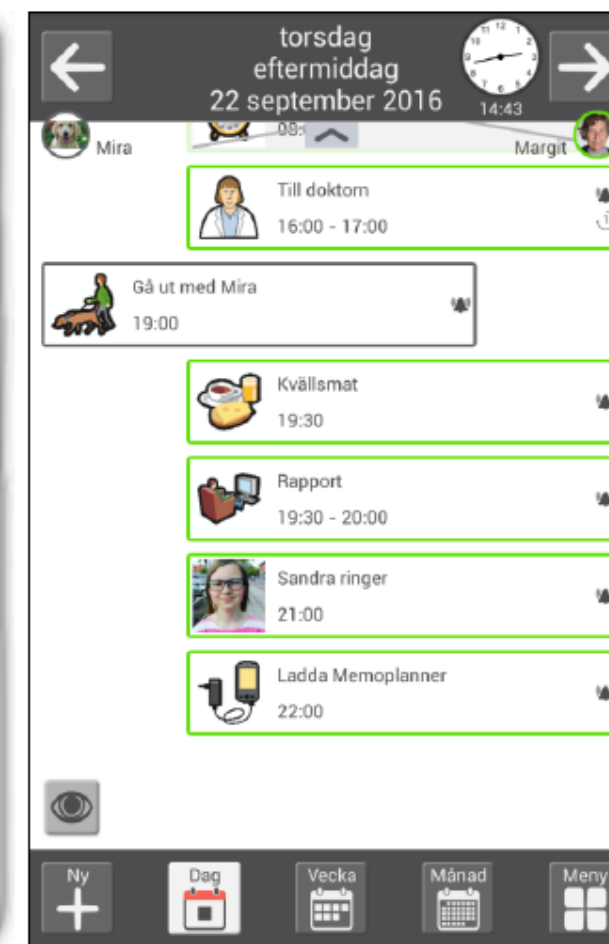 torsdag
eftermiddag
22 september 2016
14:43
Mira
Margit
Till doktorn
16:00 - 17:00
Gå ut med Mira
19:00
Kvällsmat
19:30
Rapport
19:30 - 20:00
Sandra ringer
21:00
Ladda Memoplanner
22:00
Ny
Dag
Vecka
Månad
Meny